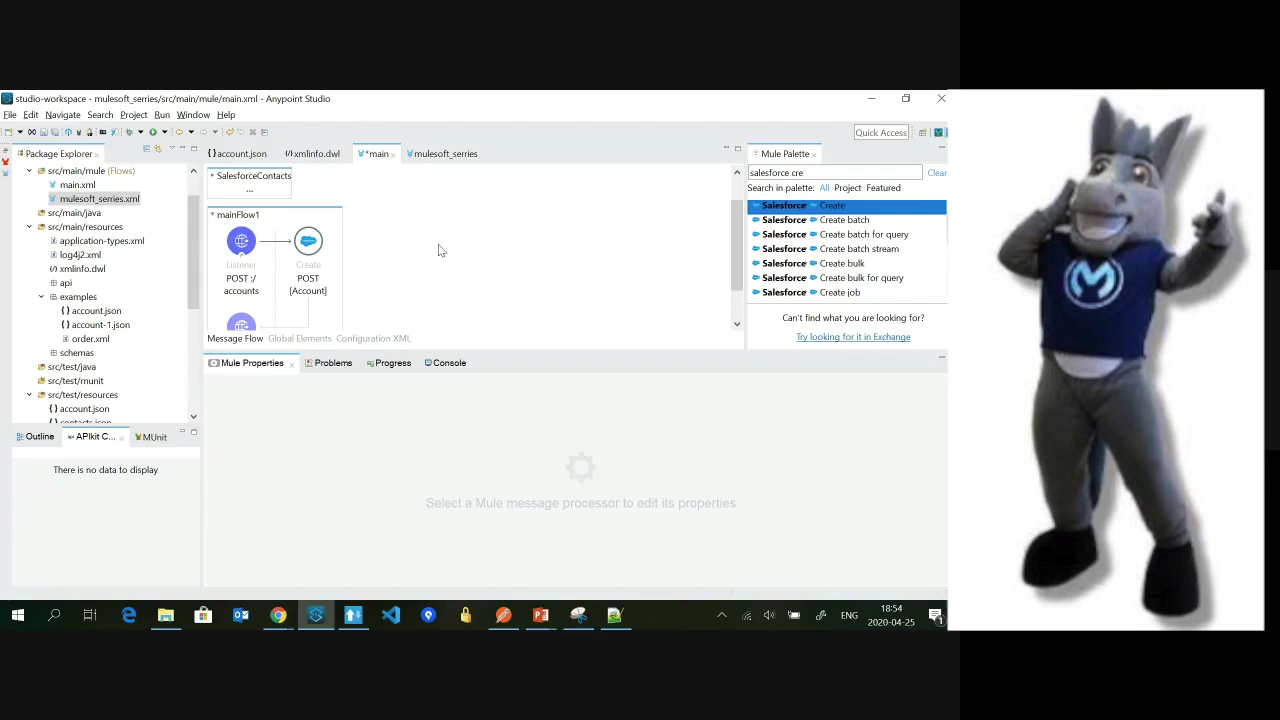 studio-workspace - mulesoft_serries/src/main/mule/main.xml - Anypoint Studio
File Edit Navigate Search Project Run Window Help
Quick Access
Package Explorer
src/main/mule (Flows)
main.xml
mulesoft_serries.xml
src/main/java
src/main/resources
application-types.xml
log4j2.xml
xmlinfo.dwl
api
examples
account.json
account-1.json
order.xml
schemas
src/test/java
src/test/munit
src/test/resources
account.json
contacts.json
Outline APIkit C... MUnit
There is no data to display
account.json xmlinfo.dwl *main mulesoft_serries
SalesforceContacts
...
mainFlow1
Listener
POST :/
accounts
Create
POST
[Account]
Message Flow Global Elements Configuration XML
Mule Palette
salesforce cre
Clear
Search in palette: All Project Featured
Salesforce Create
Salesforce Create batch
Salesforce Create batch for query
Salesforce Create batch stream
Salesforce Create bulk
Salesforce Create bulk for query
Salesforce Create job
Can't find what you are looking for?
Try looking for it in Exchange
Mule Properties Problems Progress Console
Select a Mule message processor to edit its properties
ENG
18:54
2020-04-25
1